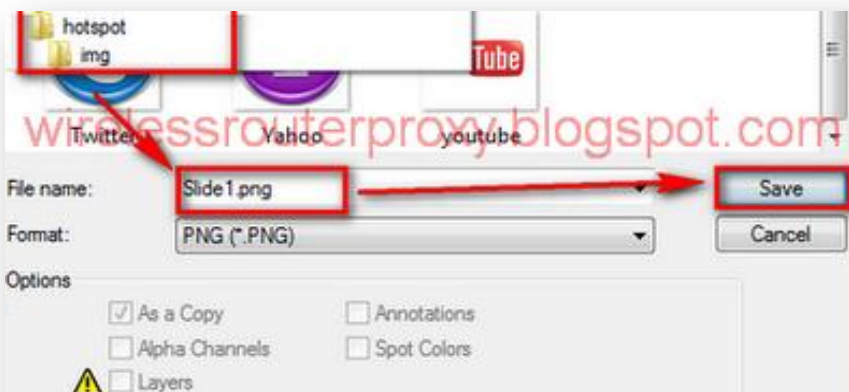 hotspot
img
Tube
wirelessrouterproxy.blogspot.com
Twitter Yahoo youtube
File name: Slide1.png Save
Format: PNG (*.PNG) Cancel
Options
As a Copy Annotations
Alpha Channels Spot Colors
Layers